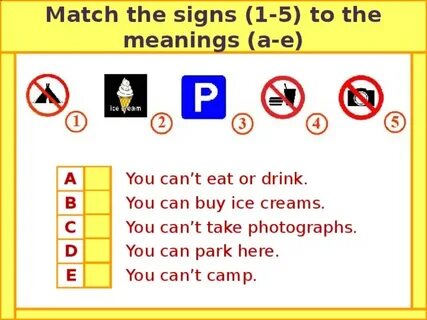 Match the signs (1-5) to the
meanings (a-e)
ice cream
P
1
2
3
4
5
A You can’t eat or drink.
B You can buy ice creams.
C You can’t take photographs.
D You can park here.
E You can’t camp.